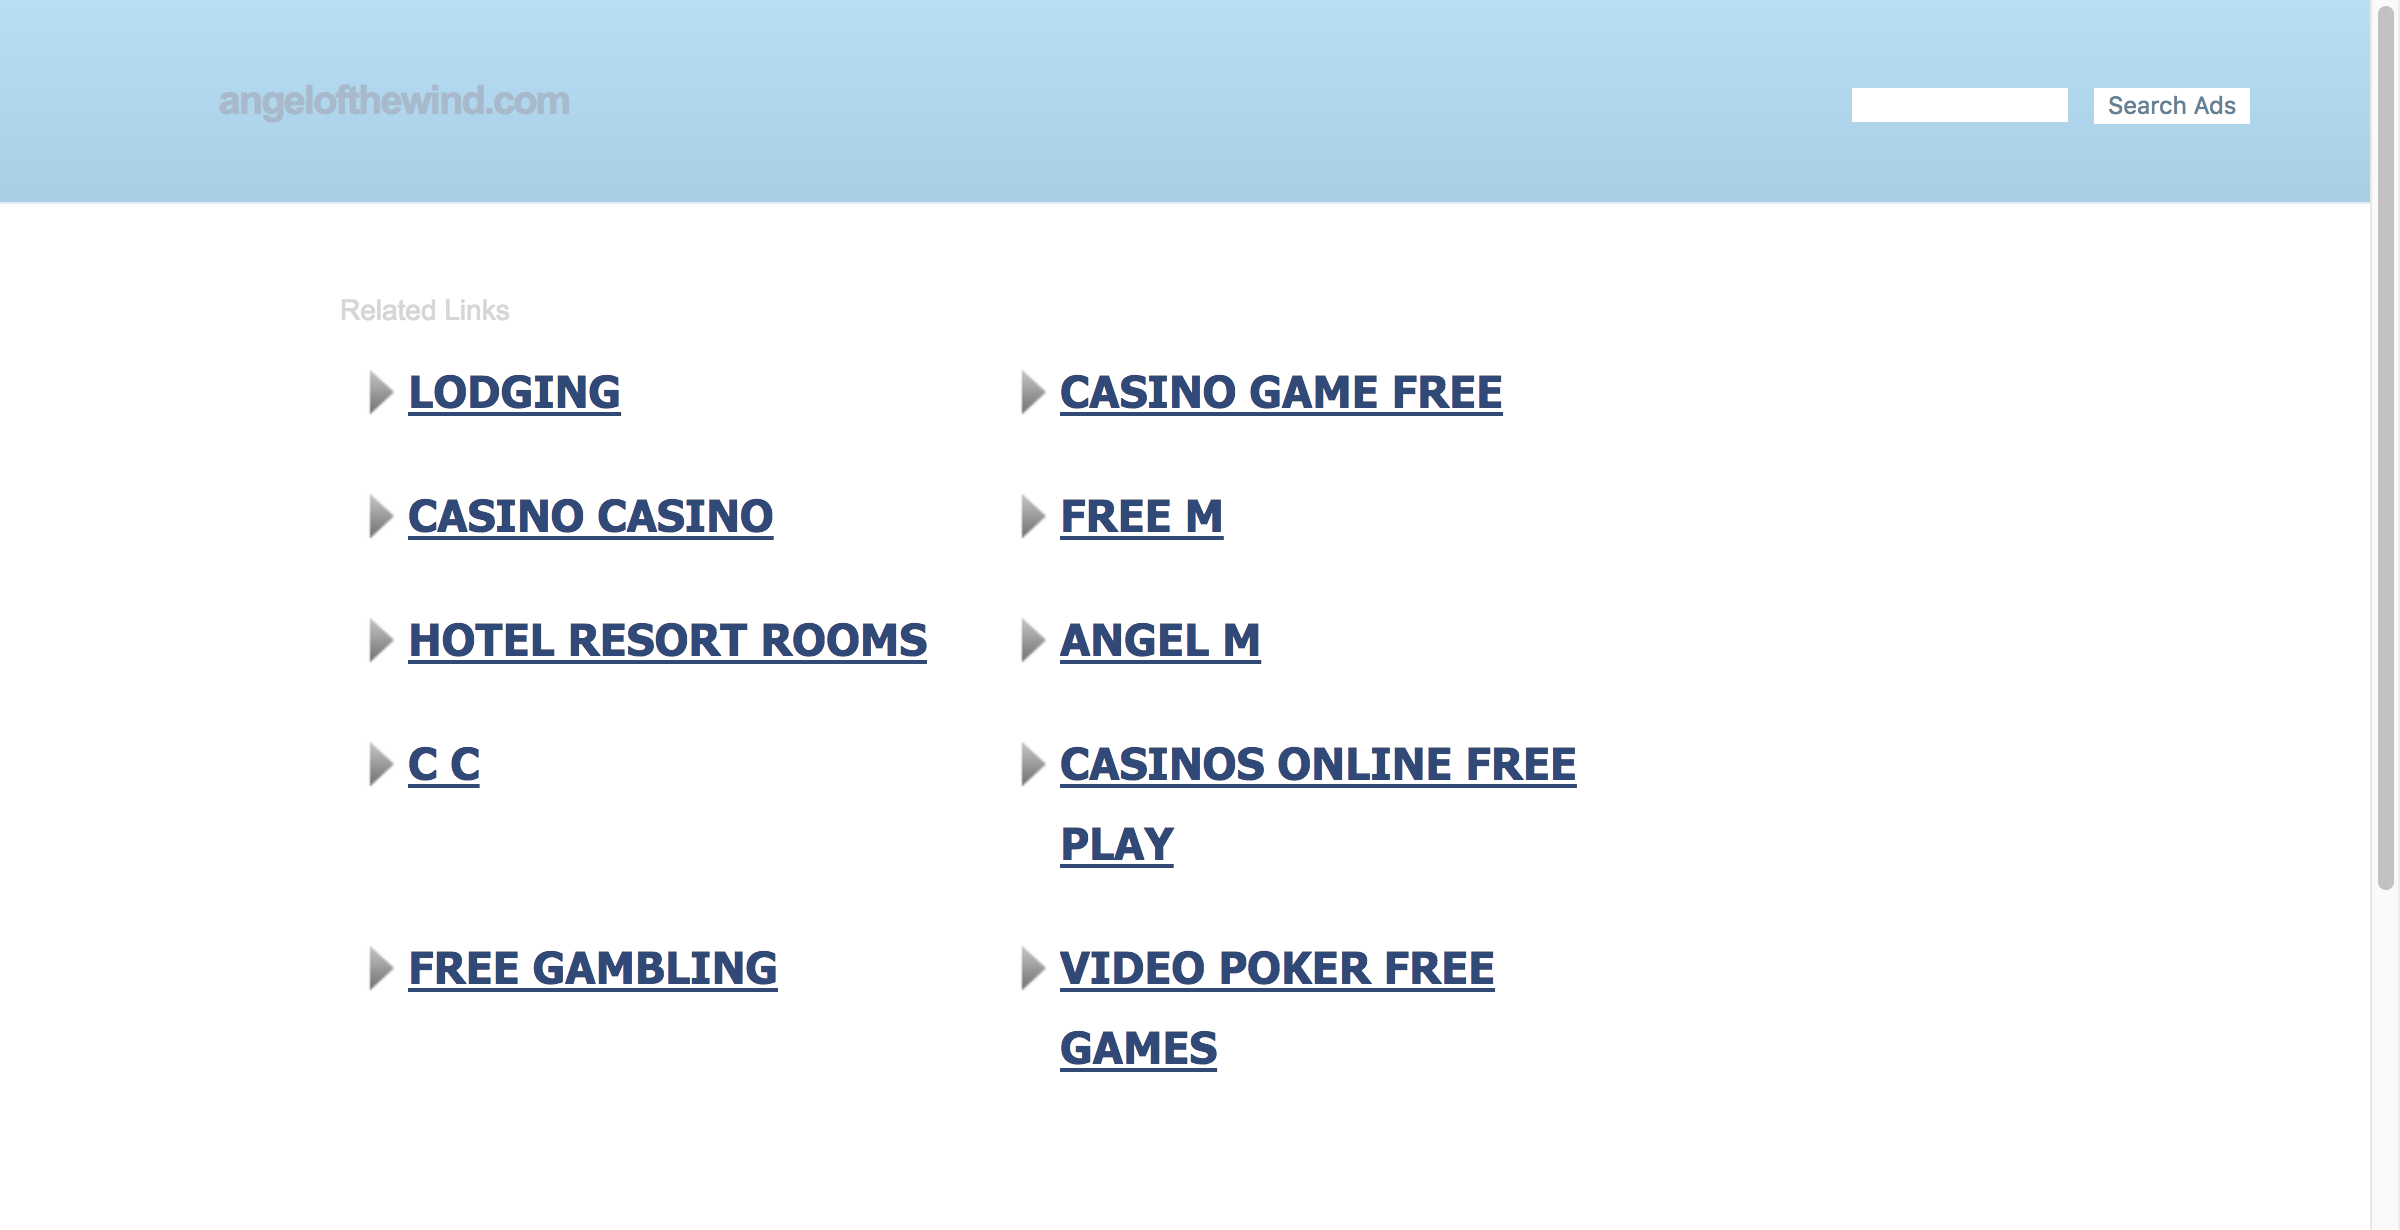 angelofthewind.com
Search Ads
Related Links
LODGING
CASINO GAME FREE
CASINO CASINO
FREE M
HOTEL RESORT ROOMS
ANGEL M
C C
CASINOS ONLINE FREE
PLAY
FREE GAMBLING
VIDEO POKER FREE
GAMES